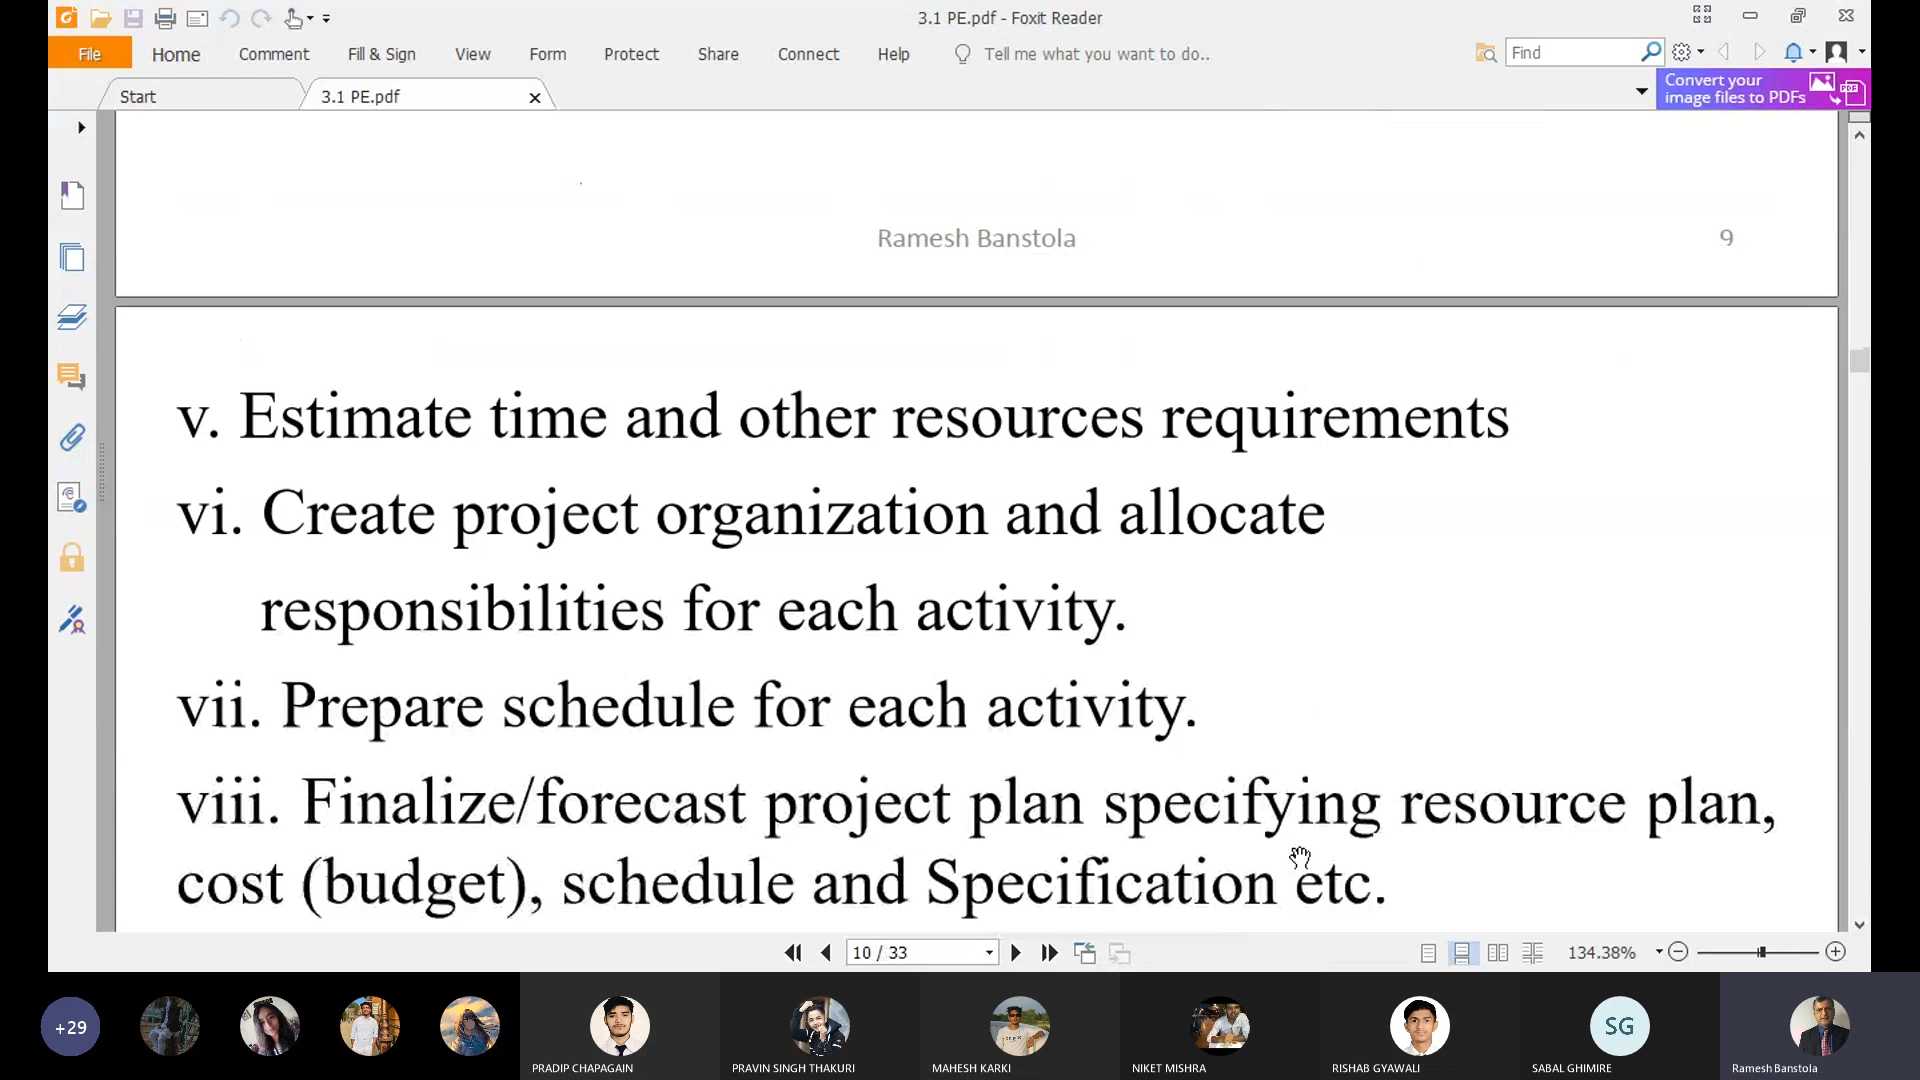 3.1 PE.pdf - Foxit Reader
File Home Comment Fill & Sign View Form Protect Share Connect Help Tell me what you want to do.. Find
Start 3.1 PE.pdf
Convert your
image files to PDFs
PDF
Ramesh Banstola 9
v. Estimate time and other resources requirements
vi. Create project organization and allocate
responsibilities for each activity.
vii. Prepare schedule for each activity.
viii. Finalize/forecast project plan specifying resource plan,
cost (budget), schedule and Specification etc.
10 / 33 134.38%
+29 SG
PRADIP CHAPAGAIN PRAVIN SINGH THAKURI MAHESH KARKI NIKET MISHRA RISHAB GYAWALI SABAL GHIMIRE Ramesh Banstola